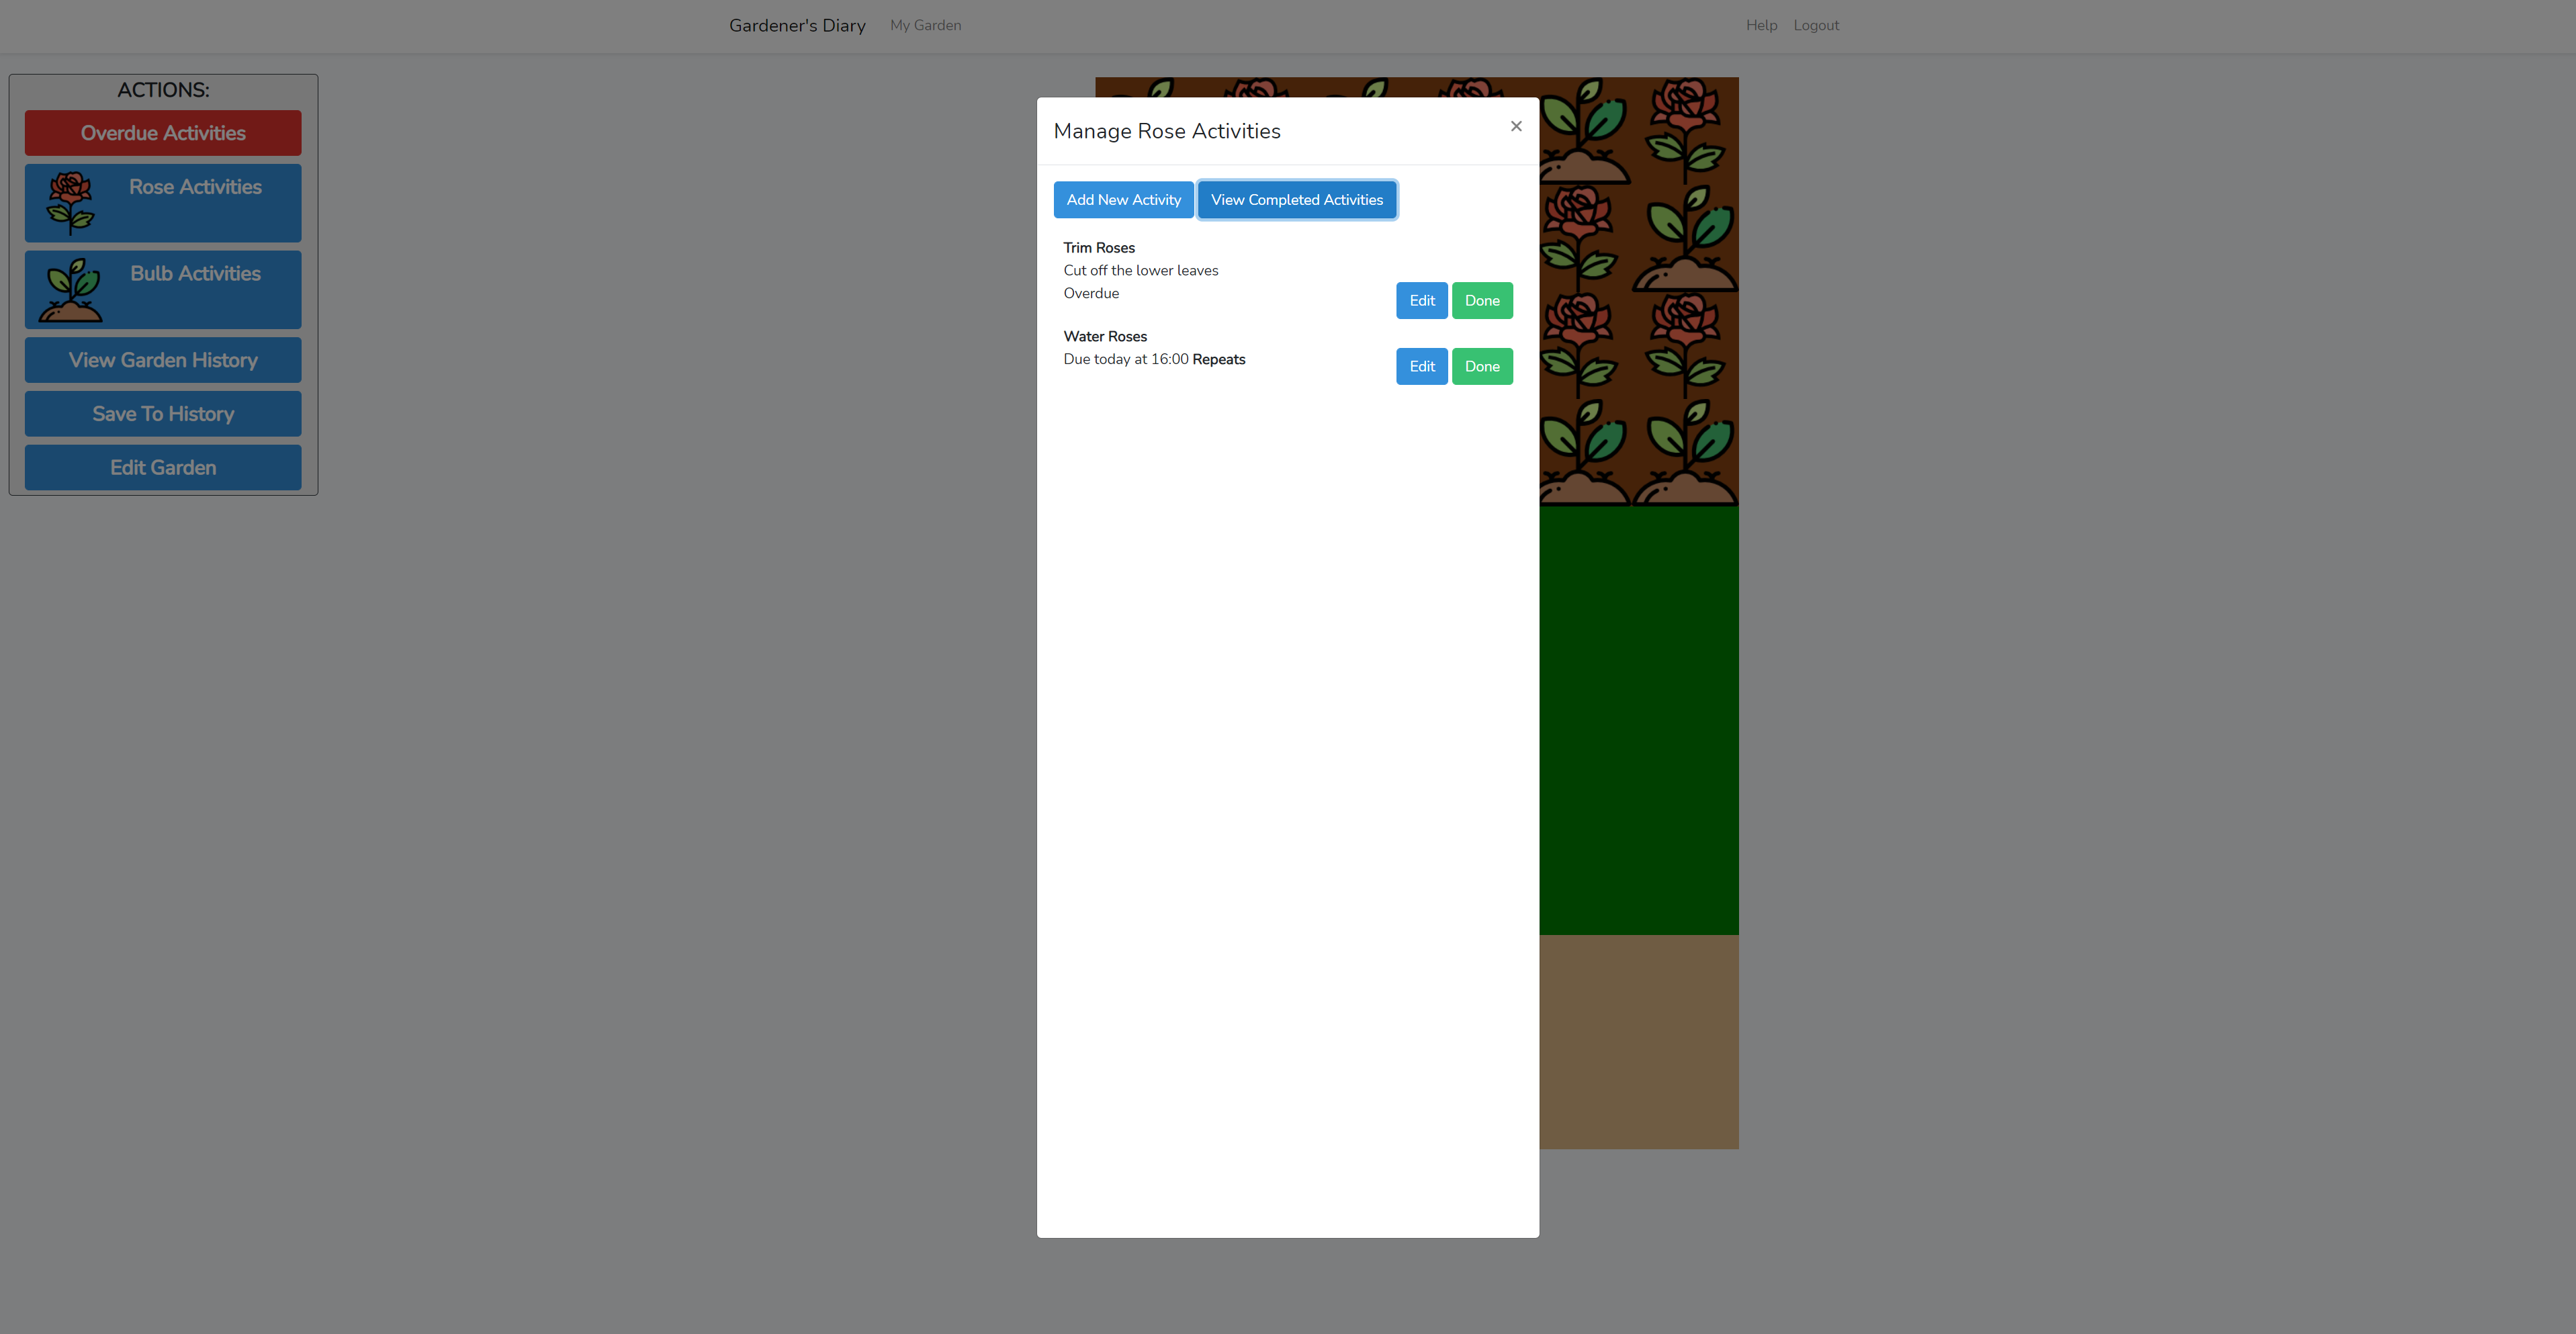 Gardener's Diary My Garden Help Logout
ACTIONS:
Overdue Activities
Rose Activities
Bulb Activities
View Garden History
Save To History
Edit Garden
Manage Rose Activities ×
Add New Activity View Completed Activities
Trim Roses
Cut off the lower leaves
Overdue
Edit Done
Water Roses
Due today at 16:00 Repeats
Edit Done